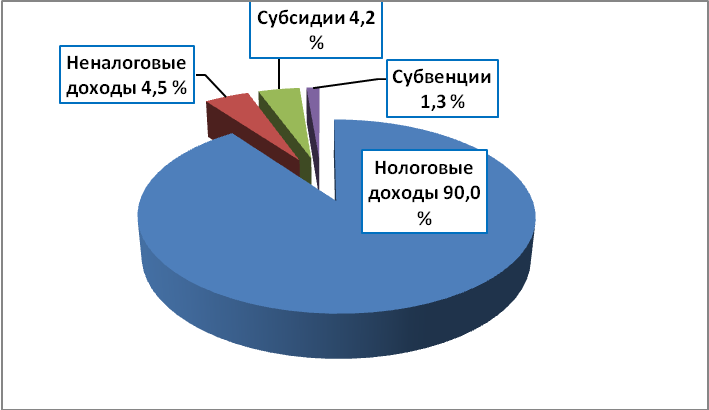 Субсидии 4,2
%
Неналоговые
доходы 4,5 %
Субвенции
1,3 %
Нологовые
доходы 90,0
%